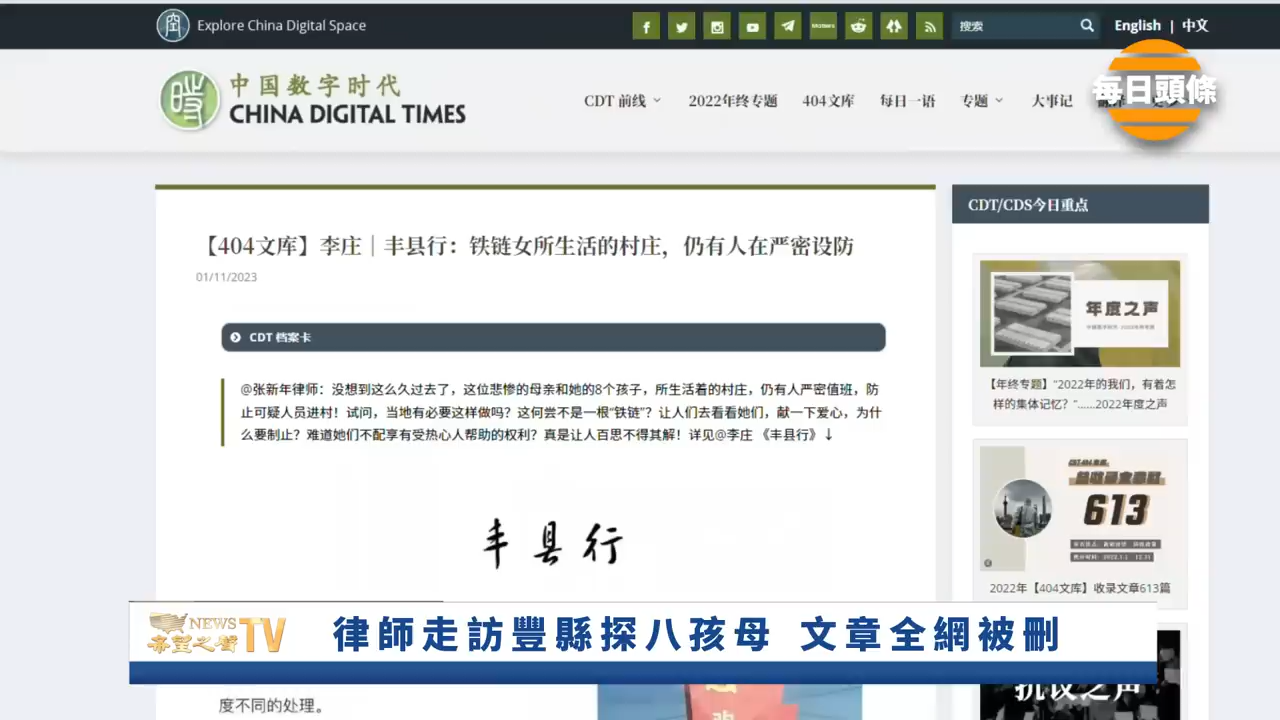 Explore China Digital Space
搜索
English | 中文
中国数字时代
CHINA DIGITAL TIMES
CDT 前线
2022年终专题
404文库
每日一语
专题
大事记
每日頭條
【404文库】李庄｜丰县行：铁链女所生活的村庄，仍有人在严密设防
01/11/2023
CDT 档案卡
@张新年律师：没想到这么久过去了，这位悲惨的母亲和她的8个孩子，所生活着的村庄，仍有人严密值班，防
止可疑人员进村！试问，当地有必要这样做吗？这何尝不是一根“铁链”？让人们去看看她们，献一下爱心，为什
么要制止？难道她们不配享有受热心人帮助的权利？真是让人百思不得其解！详见@李庄 《丰县行》↓
丰县行
度不同的处理。
CDT/CDS今日重点
年度之声
【年终专题】“2022年的我们，有着怎
样的集体记忆？”……2022年度之声
613
2022年【404文库】收录文章613篇
抗议之声
NEWS
希望之聲TV
律師走訪豐縣探八孩母 文章全網被刪